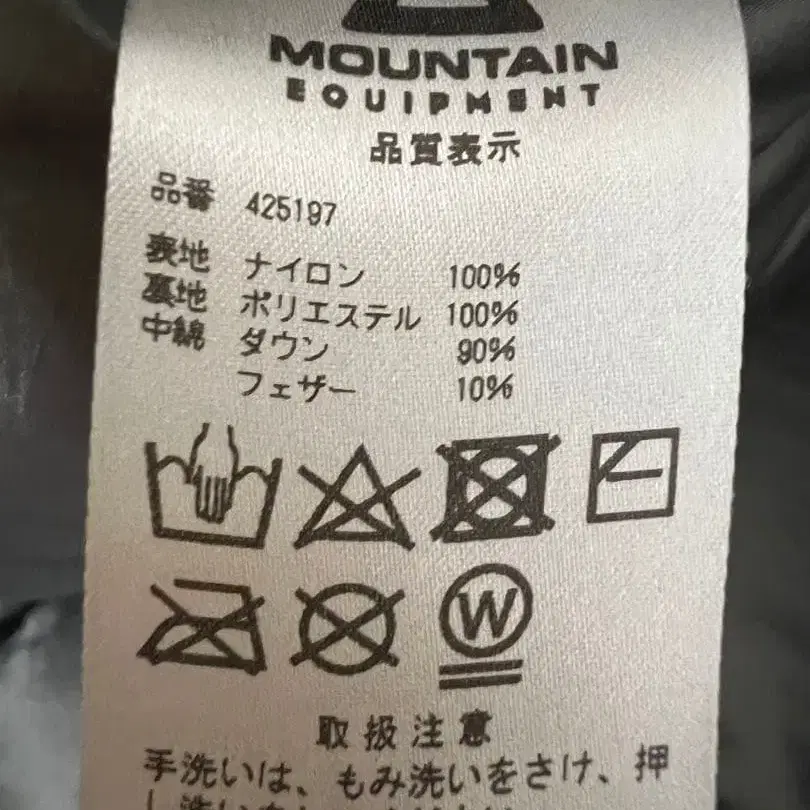 MOUNTAIN
EQUIPMENT
品質表示
品番 425197
表地 ナイロン 100%
裏地 ポリエステル 100%
中綿 ダウン 90%
フェザー 10%
W
取扱注意
手洗いは、もみ洗いをさけ、押